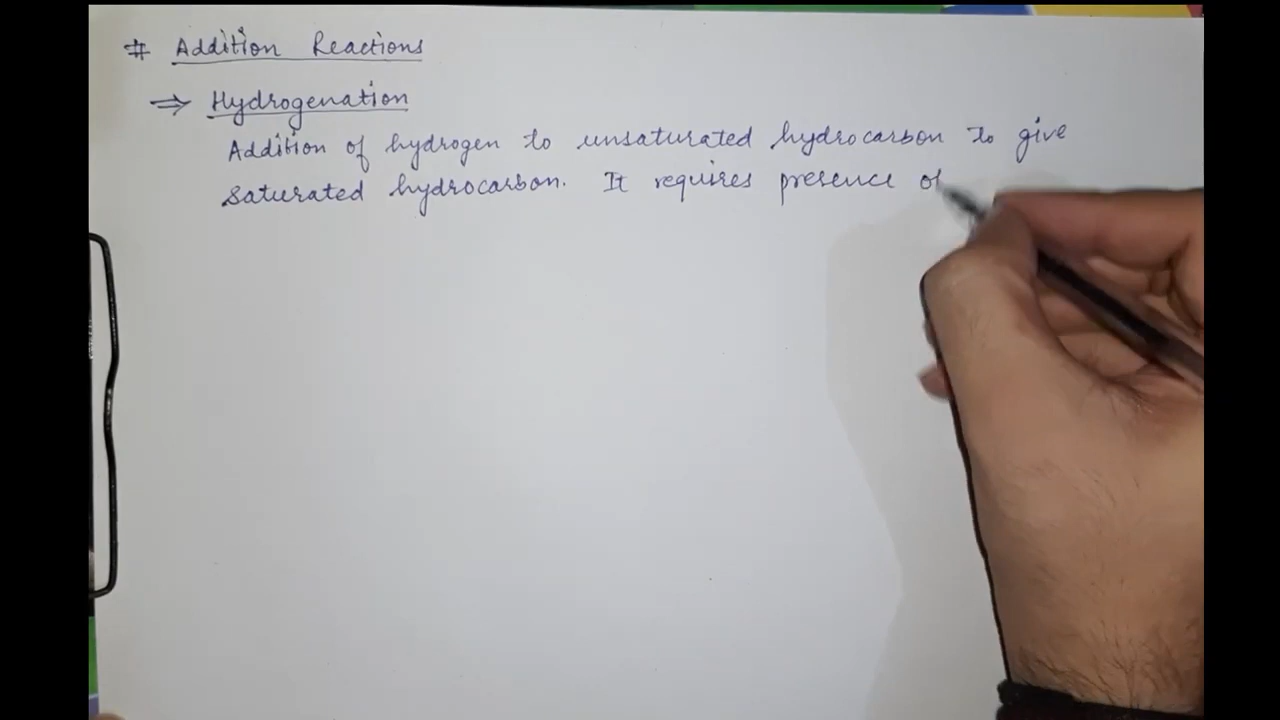 # Addition Reactions
⇒ Hydrogenation
Addition of hydrogen to unsaturated hydrocarbon to give
saturated hydrocarbon. It requires presence of